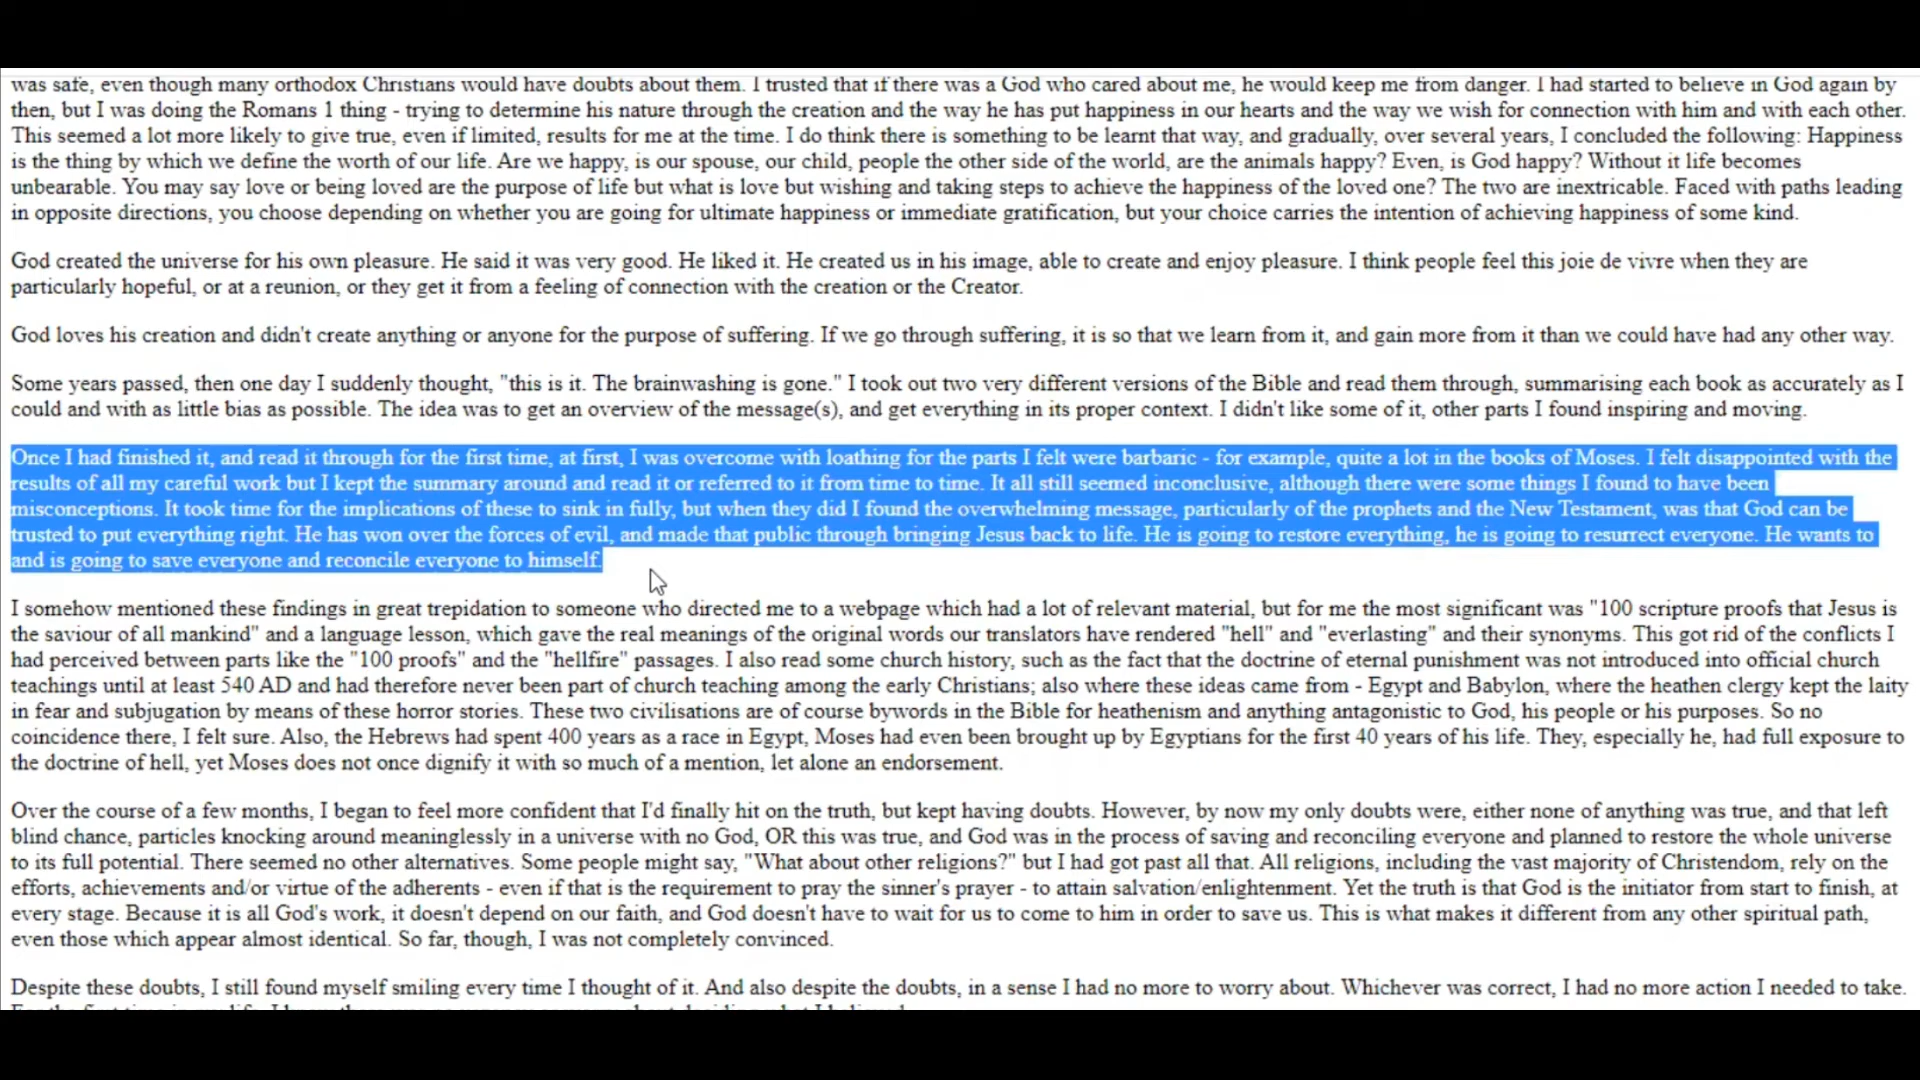 was safe, even though many orthodox Christians would have doubts about them. I trusted that if there was a God who cared about me, he would keep me from danger. I had started to believe in God again by
then, but I was doing the Romans 1 thing - trying to determine his nature through the creation and the way he has put happiness in our hearts and the way we wish for connection with him and with each other.
This seemed a lot more likely to give true, even if limited, results for me at the time. I do think there is something to be learnt that way, and gradually, over several years, I concluded the following: Happiness
is the thing by which we define the worth of our life. Are we happy, is our spouse, our child, people the other side of the world, are the animals happy? Even, is God happy? Without it life becomes
unbearable. You may say love or being loved are the purpose of life but what is love but wishing and taking steps to achieve the happiness of the loved one? The two are inextricable. Faced with paths leading
in opposite directions, you choose depending on whether you are going for ultimate happiness or immediate gratification, but your choice carries the intention of achieving happiness of some kind.
God created the universe for his own pleasure. He said it was very good. He liked it. He created us in his image, able to create and enjoy pleasure. I think people feel this joie de vivre when they are
particularly hopeful, or at a reunion, or they get it from a feeling of connection with the creation or the Creator.
God loves his creation and didn't create anything or anyone for the purpose of suffering. If we go through suffering, it is so that we learn from it, and gain more from it than we could have had any other way.
Some years passed, then one day I suddenly thought, "this is it. The brainwashing is gone." I took out two very different versions of the Bible and read them through, summarising each book as accurately as I
could and with as little bias as possible. The idea was to get an overview of the message(s), and get everything in its proper context. I didn't like some of it, other parts I found inspiring and moving.
Once I had finished it, and read it through for the first time, at first, I was overcome with loathing for the parts I felt were barbaric - for example, quite a lot in the books of Moses. I felt disappointed with the
results of all my careful work but I kept the summary around and read it or referred to it from time to time. It all still seemed inconclusive, although there were some things I found to have been
misconceptions. It took time for the implications of these to sink in fully, but when they did I found the overwhelming message, particularly of the prophets and the New Testament, was that God can be
trusted to put everything right. He has won over the forces of evil, and made that public through bringing Jesus back to life. He is going to restore everything, he is going to resurrect everyone. He wants to
and is going to save everyone and reconcile everyone to himself.
I somehow mentioned these findings in great trepidation to someone who directed me to a webpage which had a lot of relevant material, but for me the most significant was "100 scripture proofs that Jesus is
the saviour of all mankind" and a language lesson, which gave the real meanings of the original words our translators have rendered "hell" and "everlasting" and their synonyms. This got rid of the conflicts I
had perceived between parts like the "100 proofs" and the "hellfire" passages. I also read some church history, such as the fact that the doctrine of eternal punishment was not introduced into official church
teachings until at least 540 AD and had therefore never been part of church teaching among the early Christians; also where these ideas came from - Egypt and Babylon, where the heathen clergy kept the laity
in fear and subjugation by means of these horror stories. These two civilisations are of course bywords in the Bible for heathenism and anything antagonistic to God, his people or his purposes. So no
coincidence there, I felt sure. Also, the Hebrews had spent 400 years as a race in Egypt, Moses had even been brought up by Egyptians for the first 40 years of his life. They, especially he, had full exposure to
the doctrine of hell, yet Moses does not once dignify it with so much of a mention, let alone an endorsement.
Over the course of a few months, I began to feel more confident that I'd finally hit on the truth, but kept having doubts. However, by now my only doubts were, either none of anything was true, and that left
blind chance, particles knocking around meaninglessly in a universe with no God, OR this was true, and God was in the process of saving and reconciling everyone and planned to restore the whole universe
to its full potential. There seemed no other alternatives. Some people might say, "What about other religions?" but I had got past all that. All religions, including the vast majority of Christendom, rely on the
efforts, achievements and/or virtue of the adherents - even if that is the requirement to pray the sinner's prayer - to attain salvation/enlightenment. Yet the truth is that God is the initiator from start to finish, at
every stage. Because it is all God's work, it doesn't depend on our faith, and God doesn't have to wait for us to come to him in order to save us. This is what makes it different from any other spiritual path,
even those which appear almost identical. So far, though, I was not completely convinced.
Despite these doubts, I still found myself smiling every time I thought of it. And also despite the doubts, in a sense I had no more to worry about. Whichever was correct, I had no more action I needed to take.